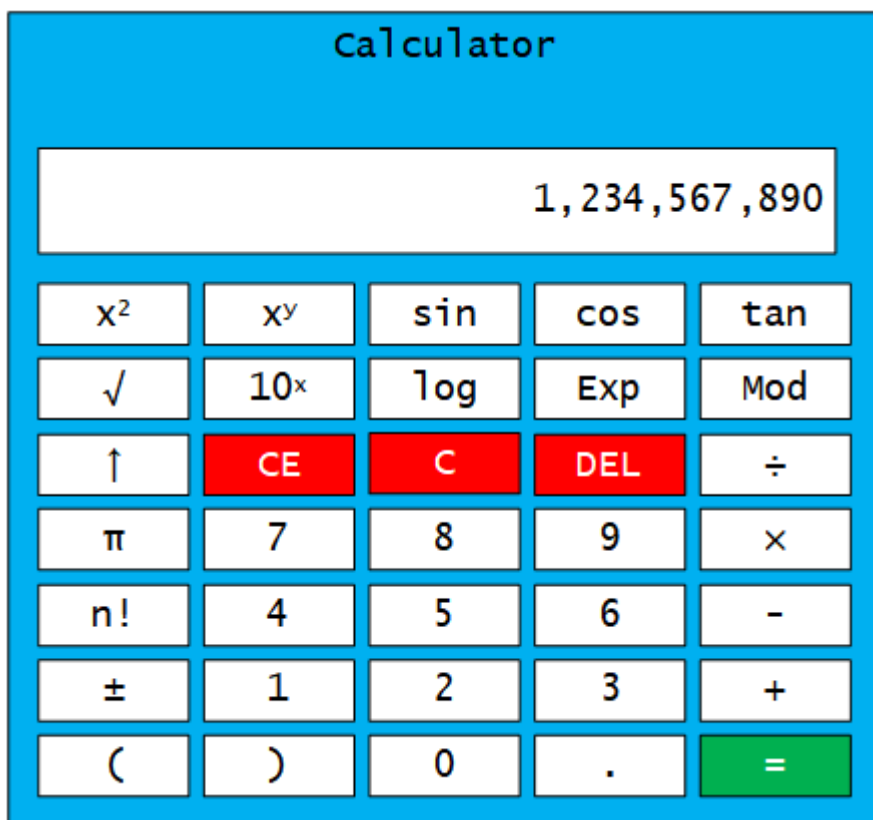 Calculator
1,234,567,890
x² xʸ sin cos tan
√ 10ˣ log Exp Mod
↑ CE C DEL ÷
π 7 8 9 ×
n! 4 5 6 -
± 1 2 3 +
( ) 0 . =